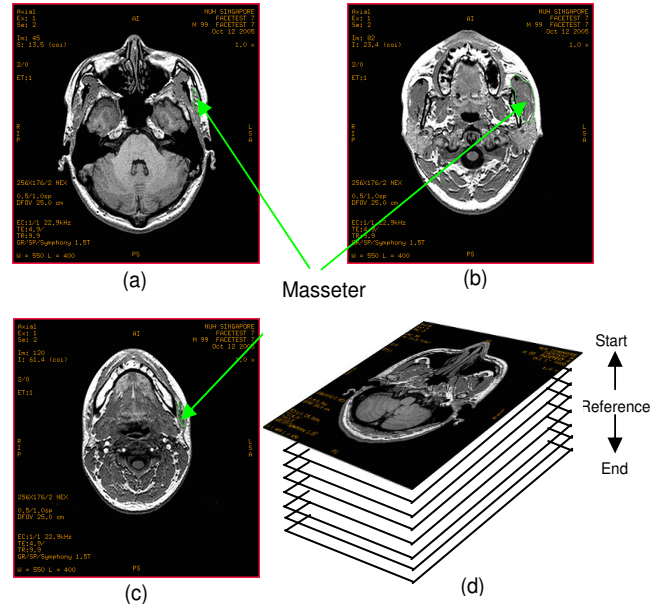 Axial
Ex: 1
Se: 2
Im: 45
S: 13.5 (coi)
AI
NUH SINGAPORE
FACETEST 7
M 99 FACETEST 7
Oct 12 2005
1.0 x
2/0
ET:1
R
I
P
L
S
A
256X176/2 NEX
0.5/1.0sp
DFOV 25.0 cm
EC:1/1 22.9kHz
TE:4.9/
TR:9.9
GR/SP/Symphony 1.5T
W = 550 L = 400
PS
(a)
Axial
Ex: 1
Se: 2
Im: 82
I: 23.4 (coi)
AI
NUH SINGAPORE
FACETEST 7
M 99 FACETEST 7
Oct 12 2005
1.0 x
2/0
ET:1
R
I
P
L
S
A
256X176/2 NEX
0.5/1.0sp
DFOV 25.0 cm
EC:1/1 22.9kHz
TE:4.9/
TR:9.9
GR/SP/Symphony 1.5T
W = 550 L = 400
PS
(b)
Masseter
Axial
Ex: 1
Se: 2
Im: 120
I: 61.4 (coi)
AI
NUH SINGAPORE
FACETEST 7
M 99 FACETEST 7
Oct 12 2005
1.0 x
2/0
ET:1
R
I
P
L
S
A
256X176/2 NEX
0.5/1.0sp
DFOV 25.0 cm
EC:1/1 22.9kHz
TE:4.9/
TR:9.9
GR/SP/Symphony 1.5T
W = 550 L = 400
PS
(c)
Start
Reference
End
(d)